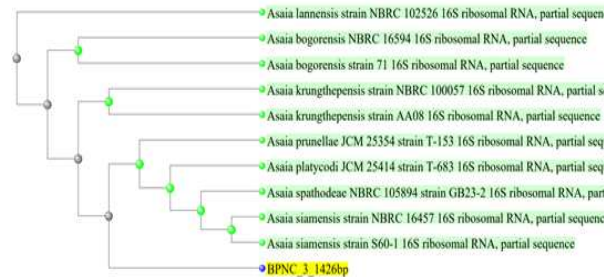 Asaia lannensis strain NBRC 102526 16S ribosomal RNA, partial sequen
Asaia bogorensis NBRC 16594 16S ribosomal RNA, partial sequence
Asaia bogorensis strain 71 16S ribosomal RNA, partial sequence
Asaia krungthepensis strain NBRC 100057 16S ribosomal RNA, partial s
Asaia krungthepensis strain AA08 16S ribosomal RNA, partial sequence
Asaia prunellae JCM 25354 strain T-153 16S ribosomal RNA, partial seq
Asaia platycodi JCM 25414 strain T-683 16S ribosomal RNA, partial seq
Asaia spathodeae NBRC 105894 strain GB23-2 16S ribosomal RNA, part
Asaia siamensis strain NBRC 16457 16S ribosomal RNA, partial sequenc
Asaia siamensis strain S60-1 16S ribosomal RNA, partial sequence
BPNC_3_1426bp